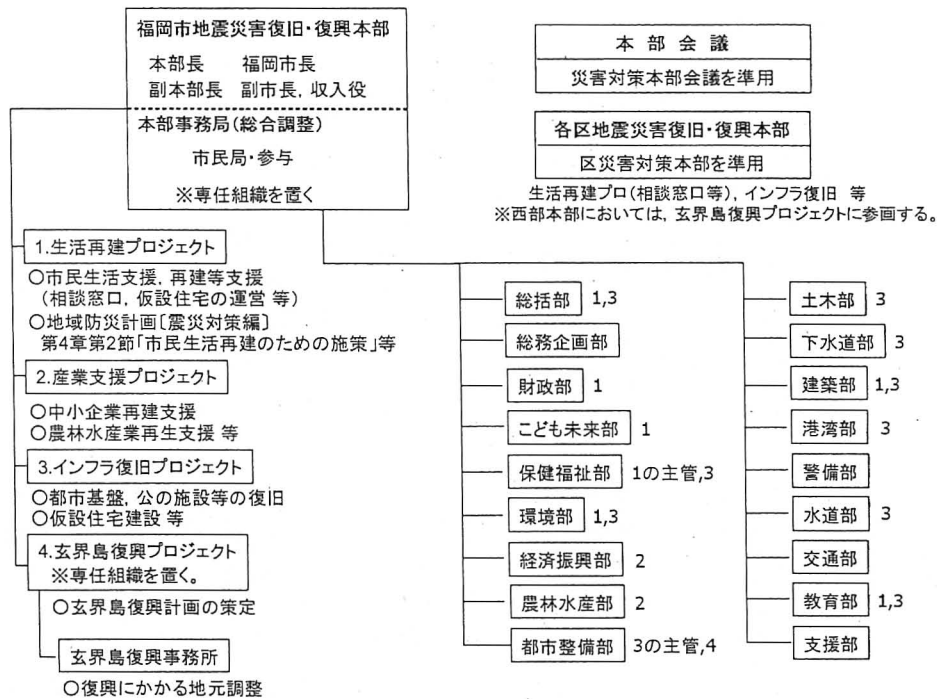 福岡市地震災害復旧・復興本部
本部長 福岡市長
副本部長 副市長, 収入役
本部事務局(総合調整)
市民局・参与
※専任組織を置く
本部会議
災害対策本部会議を準用
各区地震災害復旧・復興本部
区災害対策本部を準用
生活再建プロ(相談窓口等), インフラ復旧 等
※西部本部においては, 玄界島復興プロジェクトに参画する。
1.生活再建プロジェクト
○市民生活支援, 再建等支援
(相談窓口, 仮設住宅の運営 等)
○地域防災計画〔震災対策編〕
第4章第2節「市民生活再建のための施策」等
2.産業支援プロジェクト
○中小企業再建支援
○農林水産業再生支援 等
3.インフラ復旧プロジェクト
○都市基盤, 公の施設等の復旧
○仮設住宅建設 等
4.玄界島復興プロジェクト
※専任組織を置く。
○玄界島復興計画の策定
玄界島復興事務所
○復興にかかる地元調整
総括部 1,3
総務企画部
財政部 1
こども未来部 1
保健福祉部 1の主管,3
環境部 1,3
経済振興部 2
農林水産部 2
都市整備部 3の主管,4
土木部 3
下水道部 3
建築部 1,3
港湾部 3
警備部
水道部 3
交通部
教育部 1,3
支援部